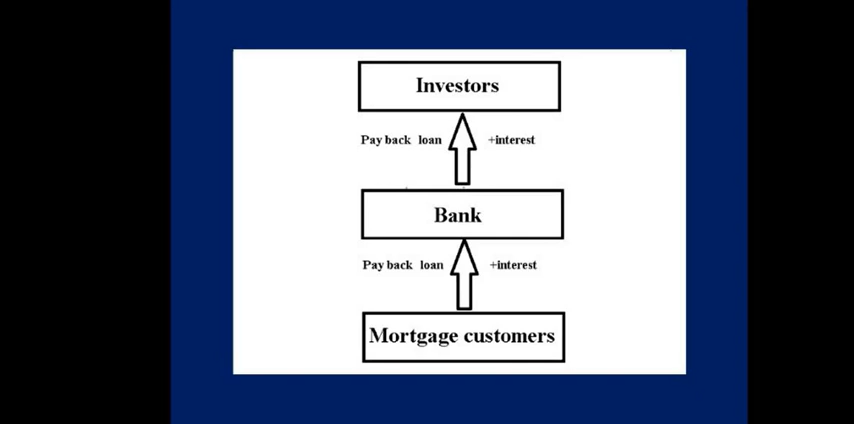 Investors
Pay back loan +interest
Bank
Pay back loan +interest
Mortgage customers